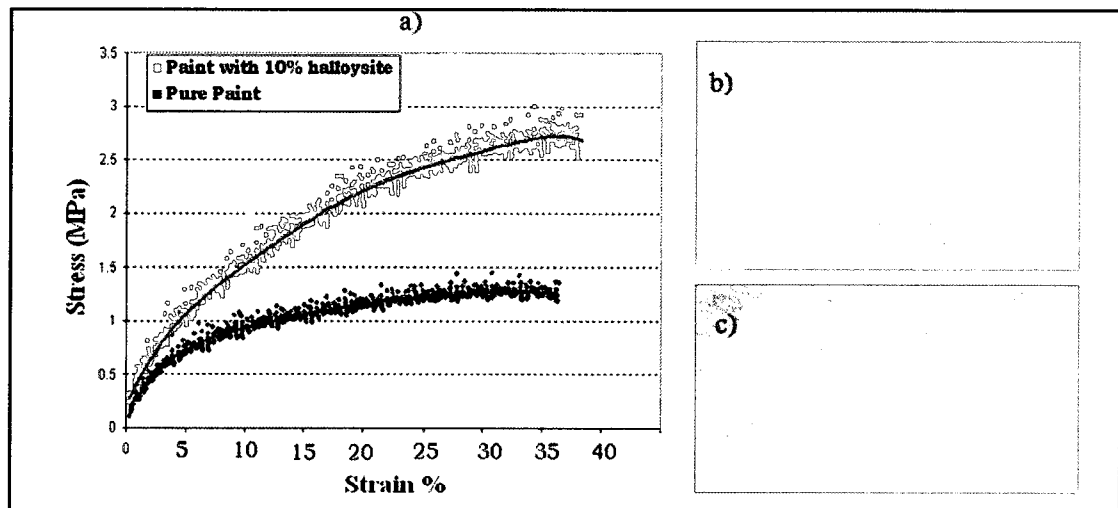 a)
3.5
3
2.5
2
1.5
1
0.5
0
Stress (MPa)
Paint with 10% halloysite
Pure Paint
0 5 10 15 20 25 30 35 40
Strain %
b)
c)